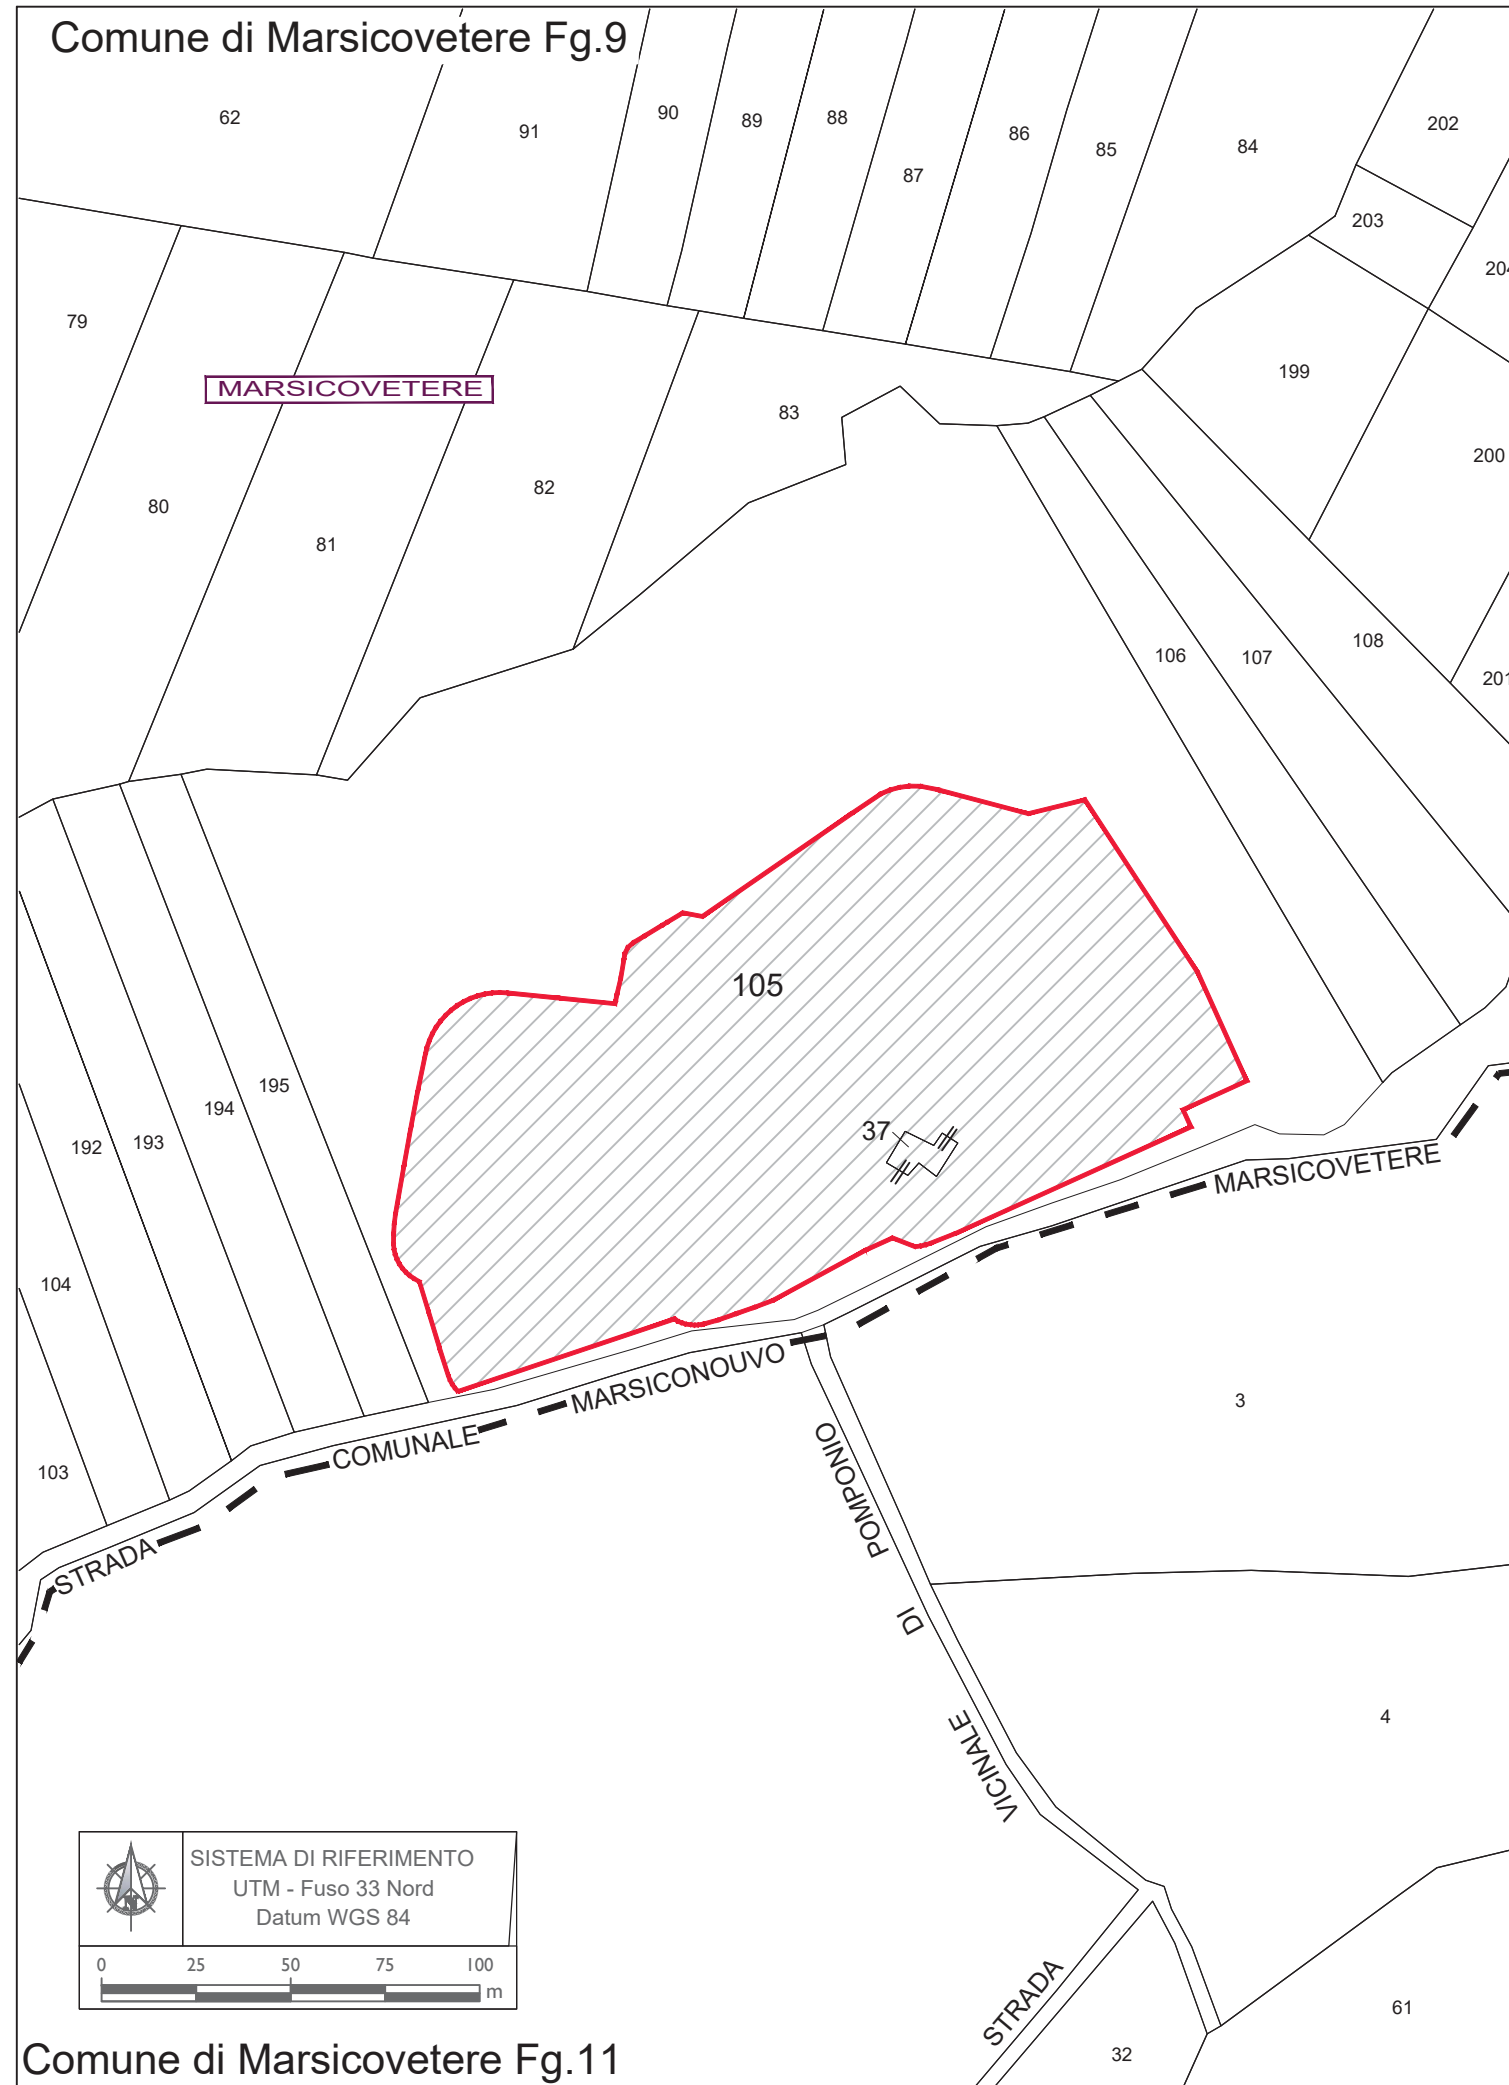 Comune di Marsicovetere Fg.9
62
91
90
89
88
87
86
85
84
202
203
204
79
MARSICOVETERE
83
199
200
80
81
82
106
107
108
201
105
37
195
194
193
192
104
103
MARSICOVETERE
MARSICONOUVO
COMUNALE
STRADA
3
POMPONIO
DI
VICINALE
STRADA
4
61
32
SISTEMA DI RIFERIMENTO
UTM - Fuso 33 Nord
Datum WGS 84
N
0 25 50 75 100
m
Comune di Marsicovetere Fg.11